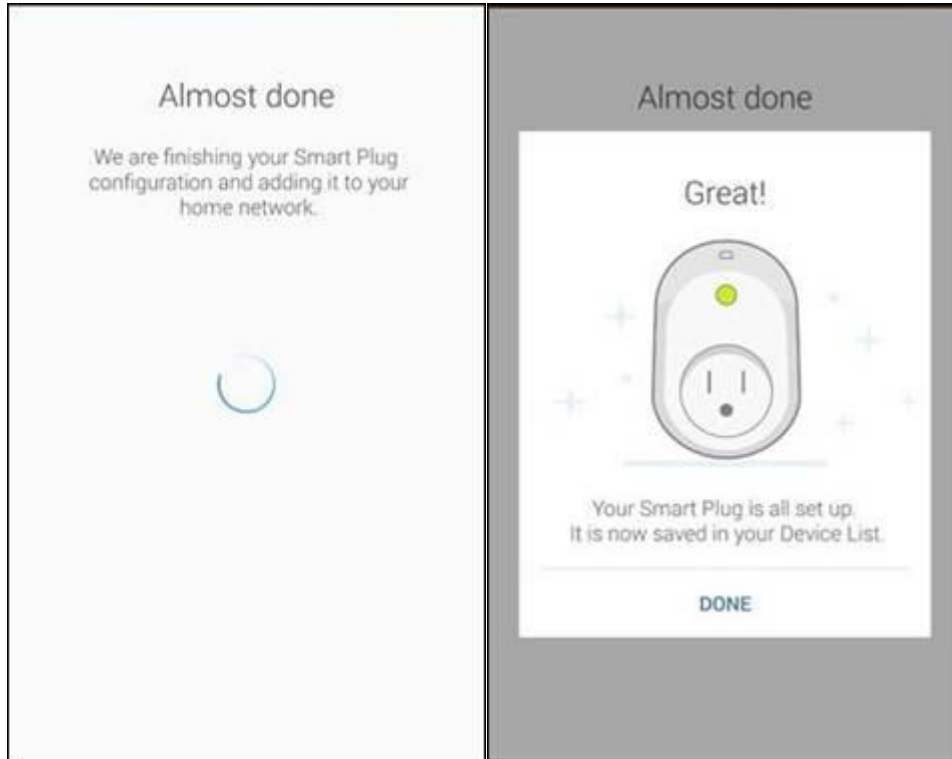 Almost done
We are finishing your Smart Plug
configuration and adding it to your
home network.
Almost done
Great!
Your Smart Plug is all set up.
It is now saved in your Device List.
DONE